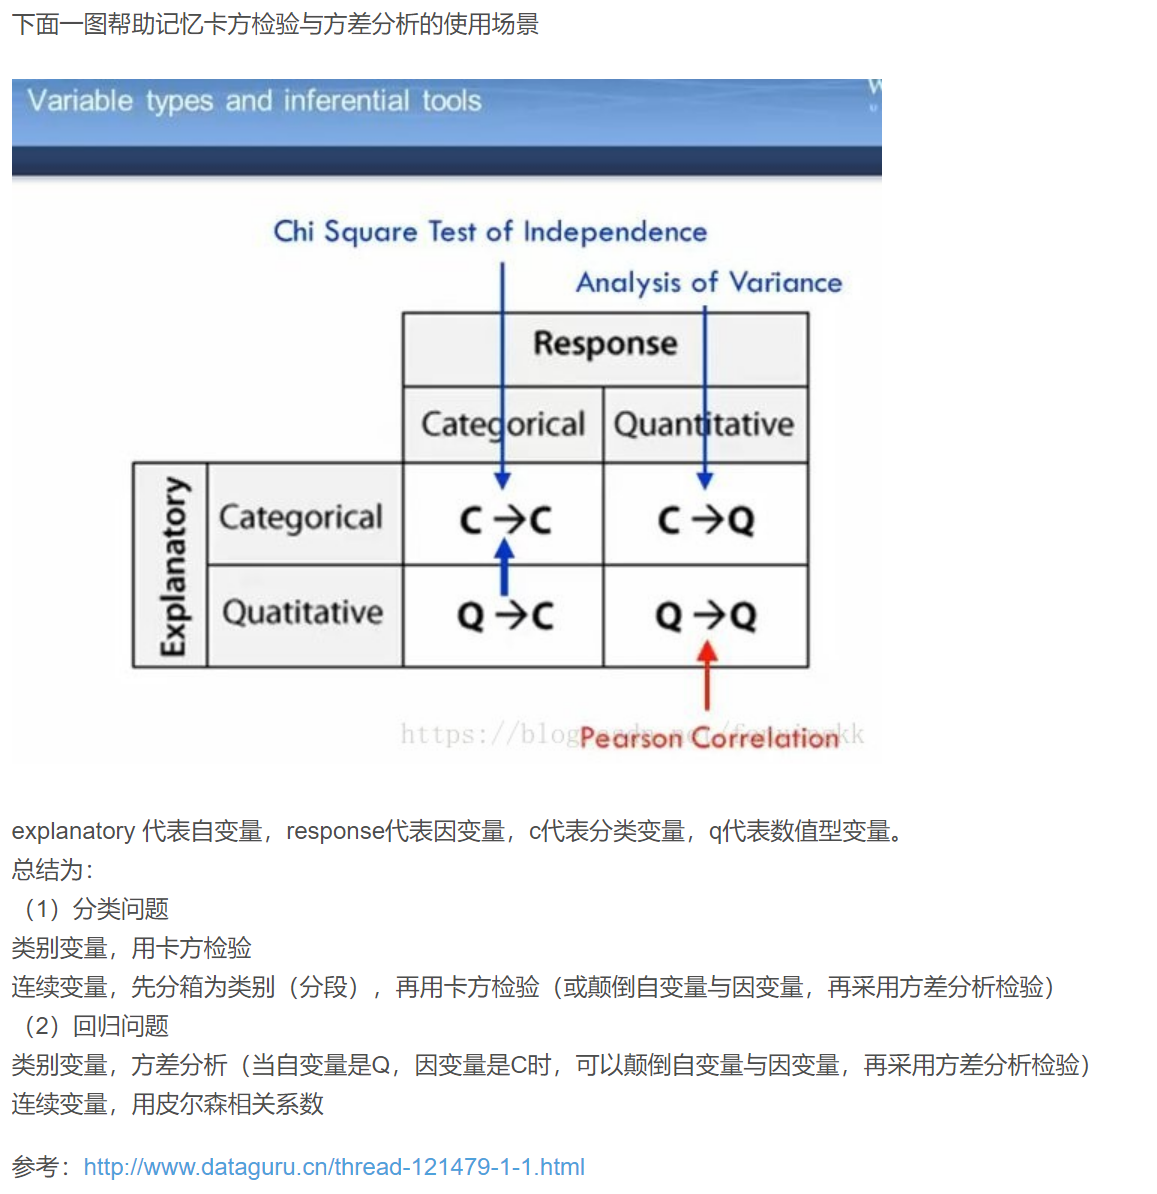 下面一图帮助记忆卡方检验与方差分析的使用场景
Variable types and inferential tools
Chi Square Test of Independence
Analysis of Variance
Response
Categorical Quantitative
Explanatory
Categorical C→C C→Q
Quatitative Q→C Q→Q
Pearson Correlation
explanatory 代表自变量，response代表因变量，c代表分类变量，q代表数值型变量。
总结为：
（1）分类问题
类别变量，用卡方检验
连续变量，先分箱为类别（分段），再用卡方检验（或颠倒自变量与因变量，再采用方差分析检验）
（2）回归问题
类别变量，方差分析（当自变量是Q，因变量是C时，可以颠倒自变量与因变量，再采用方差分析检验）
连续变量，用皮尔森相关系数
参考：http://www.dataguru.cn/thread-121479-1-1.html